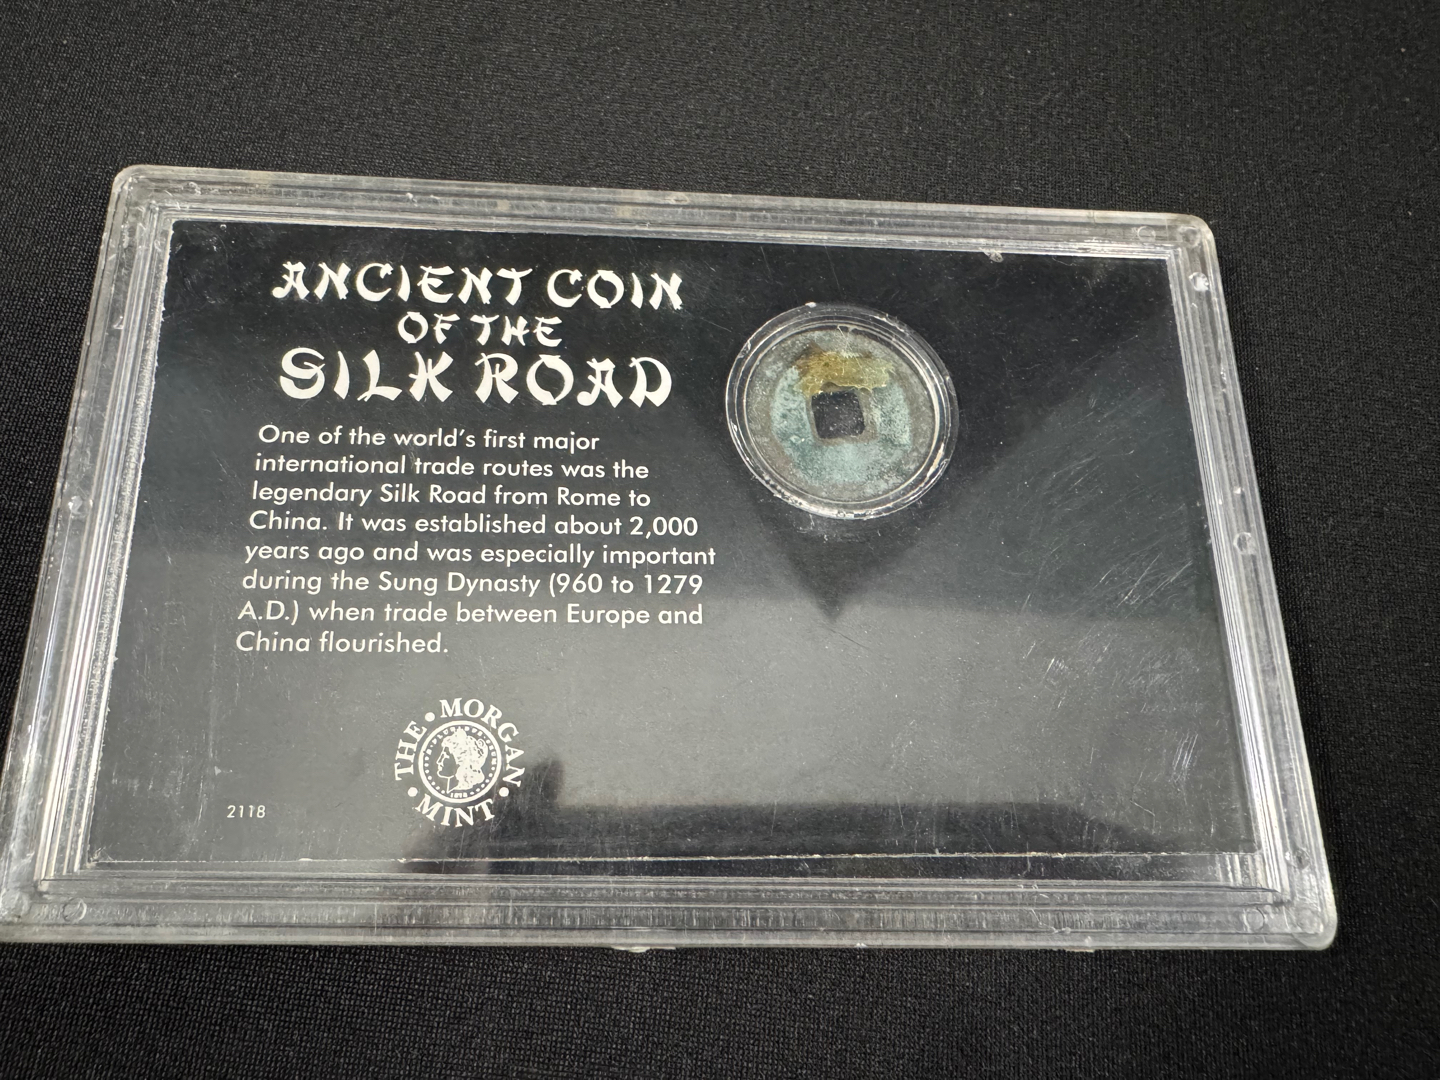 ANCIENT COIN
OF THE
SILK ROAD
One of the world's first major
international trade routes was the
legendary Silk Road from Rome to
China. It was established about 2,000
years ago and was especially important
during the Sung Dynasty (960 to 1279
A.D.) when trade between Europe and
China flourished.
THE • MORGAN • MINT •
2118